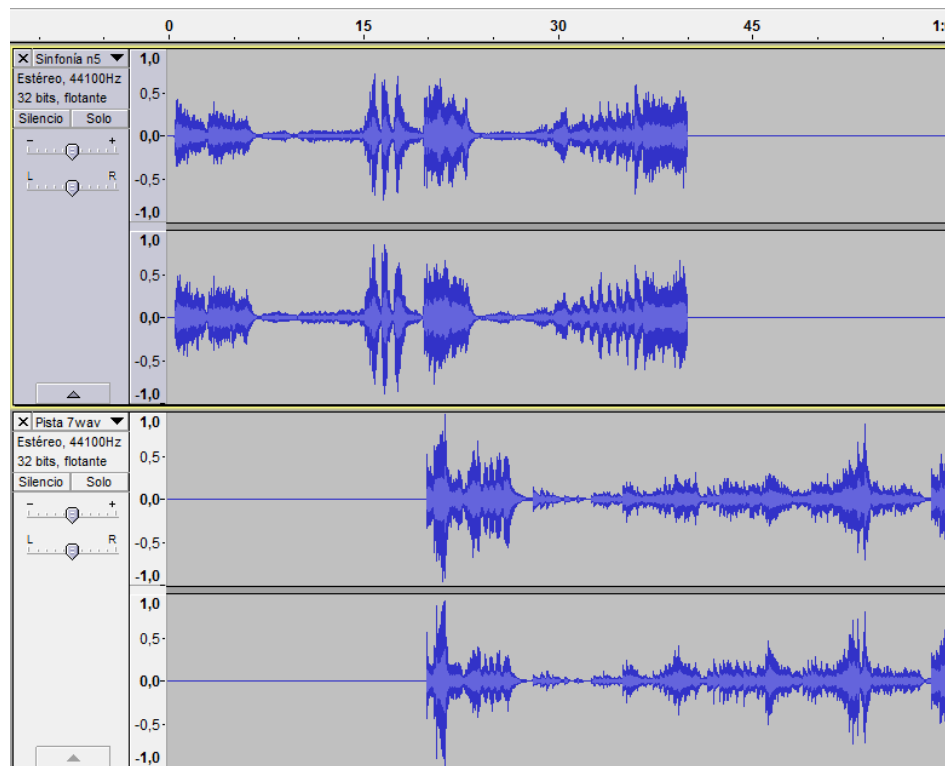 0 15 30 45 1:
Sinfonía n5
Estéreo, 44100Hz
32 bits, flotante
Silencio Solo
- +
L R
1,0
0,5
0,0
-0,5
-1,0
1,0
0,5
0,0
-0,5
-1,0
Pista 7wav
Estéreo, 44100Hz
32 bits, flotante
Silencio Solo
- +
L R
1,0
0,5
0,0
-0,5
-1,0
1,0
0,5
0,0
-0,5
-1,0